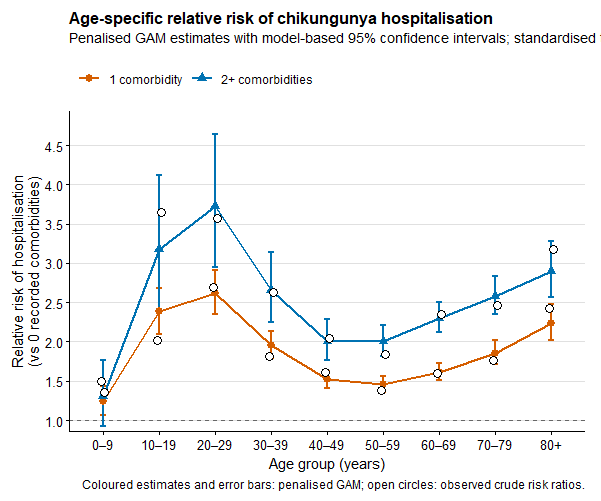 Age-specific relative risk of chikungunya hospitalisation
Penalised GAM estimates with model-based 95% confidence intervals; standardised
1 comorbidity
2+ comorbidities
Relative risk of hospitalisation
(vs 0 recorded comorbidities)
4.5
4.0
3.5
3.0
2.5
2.0
1.5
1.0
0–9 10–19 20–29 30–39 40–49 50–59 60–69 70–79 80+
Age group (years)
Coloured estimates and error bars: penalised GAM; open circles: observed crude risk ratios.